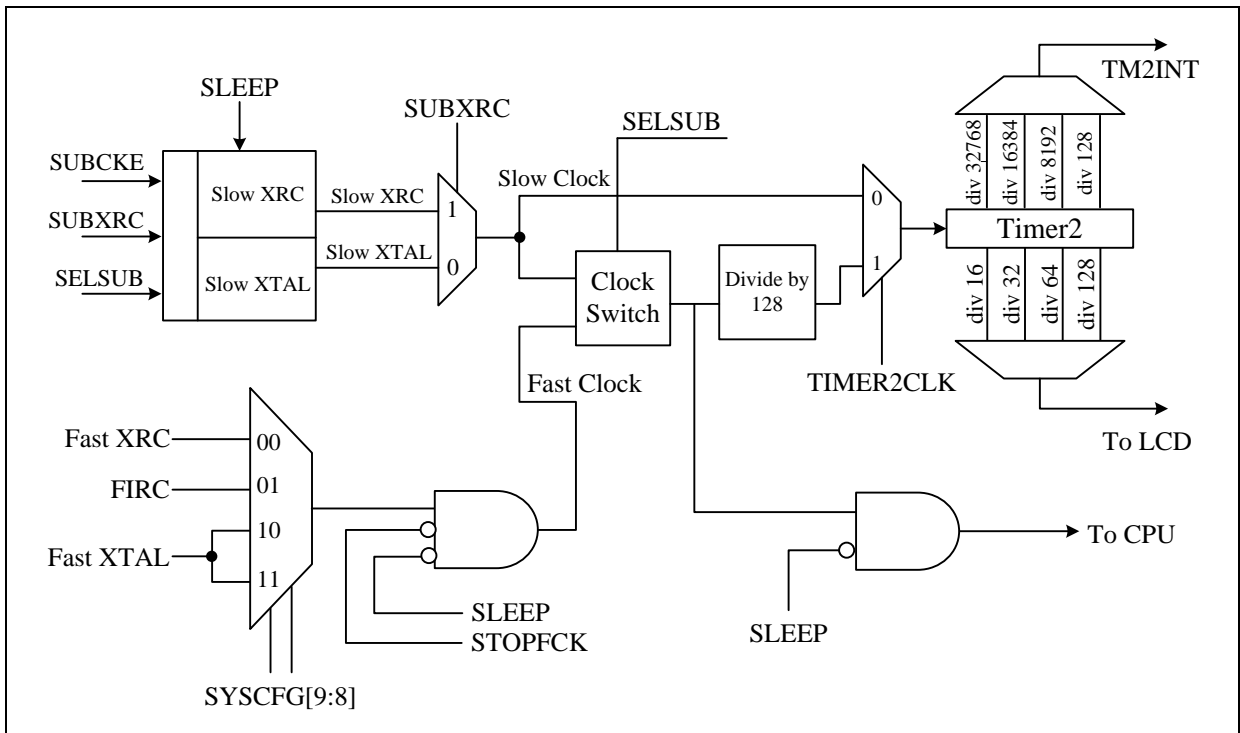 SLEEP
SUBCKE
SUBXRC
SELSUB
Slow XRC
Slow XTAL
Slow XRC
Slow XTAL
SUBXRC
1
0
Slow Clock
SELSUB
Clock
Switch
Fast Clock
Divide by
128
0
1
TIMER2CLK
TM2INT
div 32768
div 16384
div 8192
div 128
Timer2
div 16
div 32
div 64
div 128
To LCD
Fast XRC
FIRC
Fast XTAL
00
01
10
11
SYSCFG[9:8]
SLEEP
STOPFCK
SLEEP
To CPU